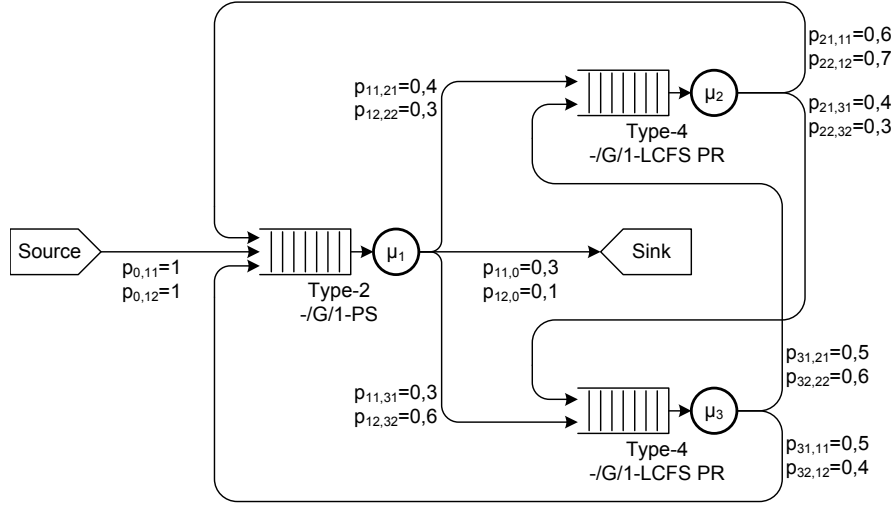 p₂₁,₁₁=0,6
p₂₂,₁₂=0,7
p₁₁,₂₁=0,4
p₁₂,₂₂=0,3
μ₂
p₂₁,₃₁=0,4
p₂₂,₃₂=0,3
Type-4
-/G/1-LCFS PR
Source
μ₁
Sink
p₀,₁₁=1
p₀,₁₂=1
p₁₁,₀=0,3
p₁₂,₀=0,1
Type-2
-/G/1-PS
p₁₁,₃₁=0,3
p₁₂,₃₂=0,6
p₃₁,₂₁=0,5
p₃₂,₂₂=0,6
μ₃
Type-4
-/G/1-LCFS PR
p₃₁,₁₁=0,5
p₃₂,₁₂=0,4